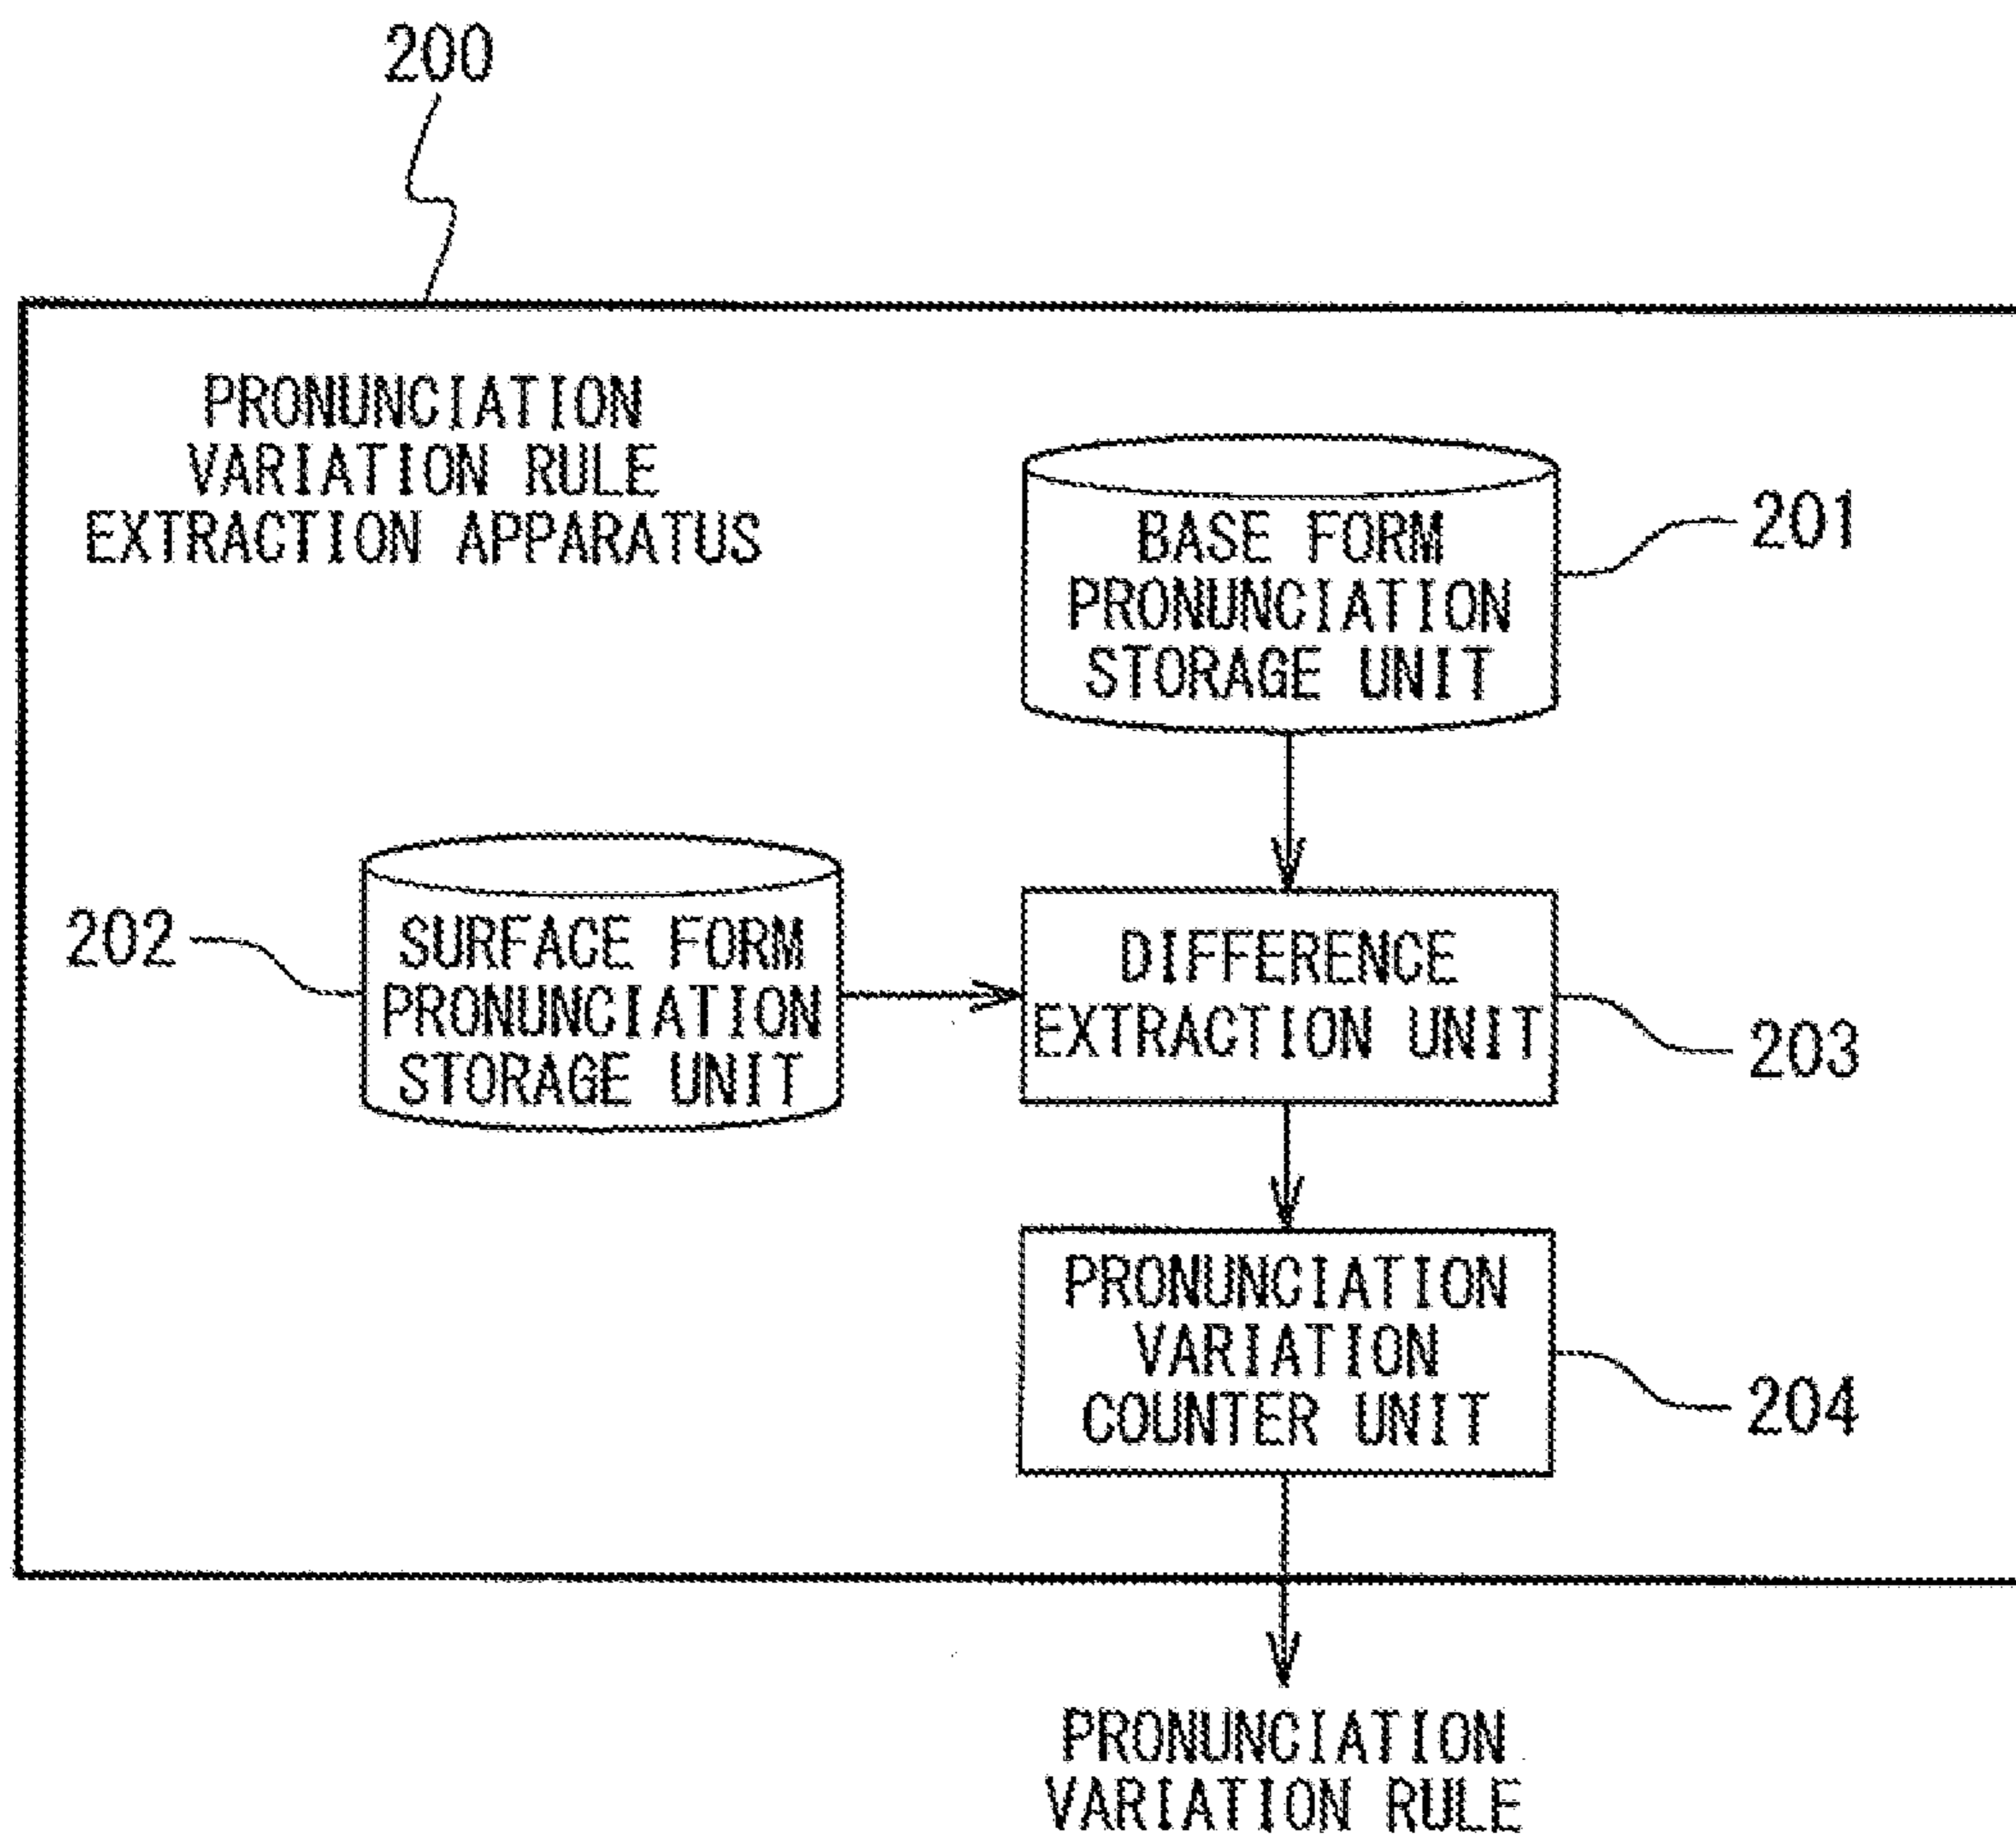 200
PRONUNCIATION
VARIATION RULE
EXTRACTION APPARATUS
BASE FORM
PRONUNCIATION
STORAGE UNIT
201
202
SURFACE FORM
PRONUNCIATION
STORAGE UNIT
DIFFERENCE
EXTRACTION UNIT
203
PRONUNCIATION
VARIATION
COUNTER UNIT
204
PRONUNCIATION
VARIATION RULE